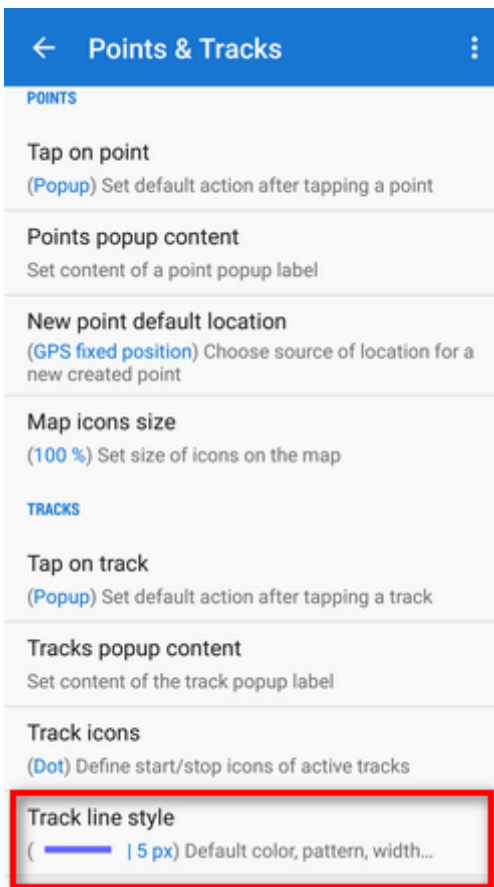 Points & Tracks
POINTS
Tap on point
(Popup) Set default action after tapping a point
Points popup content
Set content of a point popup label
New point default location
(GPS fixed position) Choose source of location for a
new created point
Map icons size
(100 %) Set size of icons on the map
TRACKS
Tap on track
(Popup) Set default action after tapping a track
Tracks popup content
Set content of the track popup label
Track icons
(Dot) Define start/stop icons of active tracks
Track line style
( | 5 px) Default color, pattern, width...